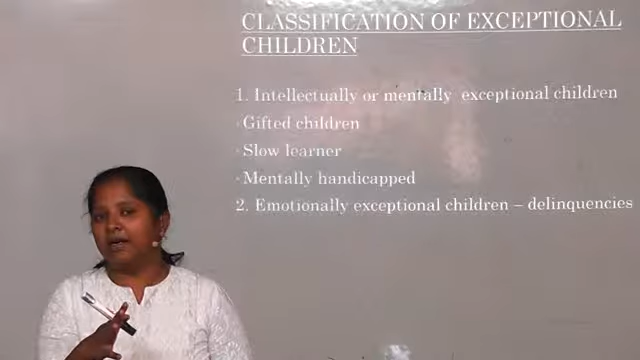 CLASSIFICATION OF EXCEPTIONAL
CHILDREN
1. Intellectually or mentally exceptional children
Gifted children
Slow learner
Mentally handicapped
2. Emotionally exceptional children – delinquencies